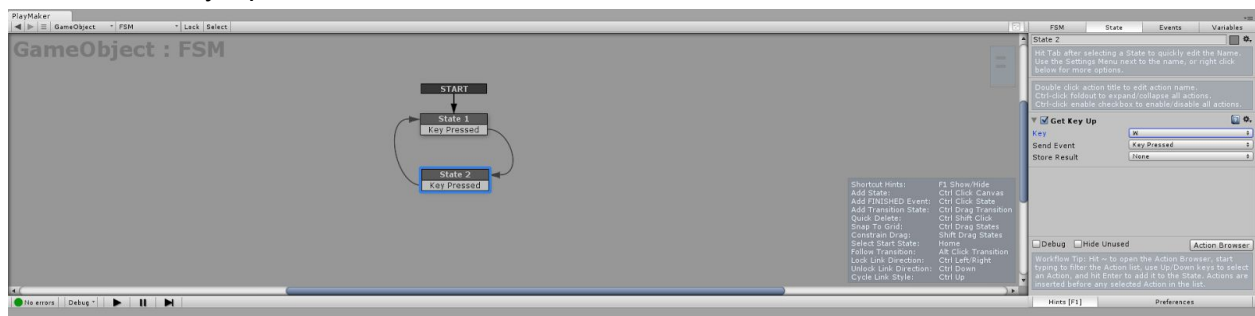 PlayMaker
GameObject FSM Lock Select
GameObject : FSM
START
State 1
Key Pressed
State 2
Key Pressed
Shortcut Hints: F1 Show/Hide
Add State: Ctrl Click Canvas
Add FINISHED Event: Ctrl Click State
Add Transition State: Ctrl Drag Transition
Quick Delete: Ctrl Shift Click
Snap To Grid: Ctrl Drag States
Constrain Drag: Shift Drag States
Select Start State: Home
Follow Transition: Alt Click Transition
Lock Link Direction: Ctrl Left/Right
Unlock Link Direction: Ctrl Down
Cycle Link Style: Ctrl Up
No errors Debug
FSM State Events Variables
State 2
Hit Tab after selecting a State to quickly edit the Name.
Use the Settings Menu next to the name, or right click
below for more options.
Double click action title to edit action name.
Ctrl-click foldout to expand/collapse all actions.
Ctrl-click enable checkbox to enable/disable all actions.
Get Key Up
Key W
Send Event Key Pressed
Store Result None
Debug Hide Unused Action Browser
Workflow Tip: Hit ~ to open the Action Browser, start
typing to filter the Action list, use Up/Down keys to select
an Action, and hit Enter to add it to the State. Actions are
inserted before any selected Action in the list.
Hints [F1] Preferences